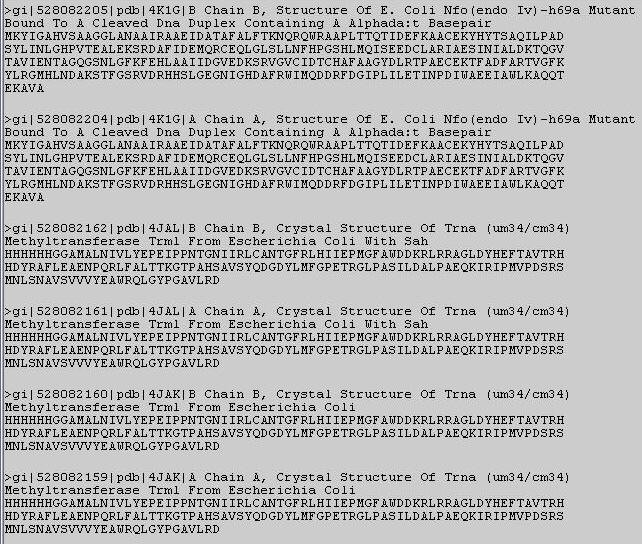 >gi|528082205|pdb|4K1G|B Chain B, Structure Of E. Coli Nfo(endo Iv)-h69a Mutant
Bound To A Cleaved Dna Duplex Containing A Alphada:t Basepair
MKYIGAHVSAAGGLANAAIRAAEIDATAFALFTKNQRQWRAAPLTTQTIDEFKAACEKYHYTSAQILPAD
SYLINLGHPVTEALEKSRDAFIDEMQRCEQLGLSLLNFHPGSHLMQISEEDCLARIAESINIALDKTQGV
TAVIENTAGQGSNLGFKFEHLAAIIDGVEDKSRVGVCIDTCHAFAAGYDLRTPAECEKTFADFARTVGFK
YLRGMHLNDAKSTFGSRVDRHHSLGEGNIGHDAFRWIMQDDRFDGIPLILETINPDIWAEEIAWLKAQQT
EKAVA
>gi|528082204|pdb|4K1G|A Chain A, Structure Of E. Coli Nfo(endo Iv)-h69a Mutant
Bound To A Cleaved Dna Duplex Containing A Alphada:t Basepair
MKYIGAHVSAAGGLANAAIRAAEIDATAFALFTKNQRQWRAAPLTTQTIDEFKAACEKYHYTSAQILPAD
SYLINLGHPVTEALEKSRDAFIDEMQRCEQLGLSLLNFHPGSHLMQISEEDCLARIAESINIALDKTQGV
TAVIENTAGQGSNLGFKFEHLAAIIDGVEDKSRVGVCIDTCHAFAAGYDLRTPAECEKTFADFARTVGFK
YLRGMHLNDAKSTFGSRVDRHHSLGEGNIGHDAFRWIMQDDRFDGIPLILETINPDIWAEEIAWLKAQQT
EKAVA
>gi|528082162|pdb|4JAL|B Chain B, Crystal Structure Of Trna (um34/cm34)
Methyltransferase Trml From Escherichia Coli With Sah
HHHHHHGGAMALNIVLYEPEIPPNTGNIIRLCANTGFRLHIIEPMGFAWDDKRLRRAGLDYHEFTAVTRH
HDYRAFLEAENPQRLFALTTKGTPAHSAVSYQDGDYLMFGPETRGLPASILDALPAEQKIRIPMVPDSRS
MNLSNAVSVVVYEAWRQLGYPGAVLRD
>gi|528082161|pdb|4JAL|A Chain A, Crystal Structure Of Trna (um34/cm34)
Methyltransferase Trml From Escherichia Coli With Sah
HHHHHHGGAMALNIVLYEPEIPPNTGNIIRLCANTGFRLHIIEPMGFAWDDKRLRRAGLDYHEFTAVTRH
HDYRAFLEAENPQRLFALTTKGTPAHSAVSYQDGDYLMFGPETRGLPASILDALPAEQKIRIPMVPDSRS
MNLSNAVSVVVYEAWRQLGYPGAVLRD
>gi|528082160|pdb|4JAK|B Chain B, Crystal Structure Of Trna (um34/cm34)
Methyltransferase Trml From Escherichia Coli
HHHHHHGGAMALNIVLYEPEIPPNTGNIIRLCANTGFRLHIIEPMGFAWDDKRLRRAGLDYHEFTAVTRH
HDYRAFLEAENPQRLFALTTKGTPAHSAVSYQDGDYLMFGPETRGLPASILDALPAEQKIRIPMVPDSRS
MNLSNAVSVVVYEAWRQLGYPGAVLRD
>gi|528082159|pdb|4JAK|A Chain A, Crystal Structure Of Trna (um34/cm34)
Methyltransferase Trml From Escherichia Coli
HHHHHHGGAMALNIVLYEPEIPPNTGNIIRLCANTGFRLHIIEPMGFAWDDKRLRRAGLDYHEFTAVTRH
HDYRAFLEAENPQRLFALTTKGTPAHSAVSYQDGDYLMFGPETRGLPASILDALPAEQKIRIPMVPDSRS
MNLSNAVSVVVYEAWRQLGYPGAVLRD